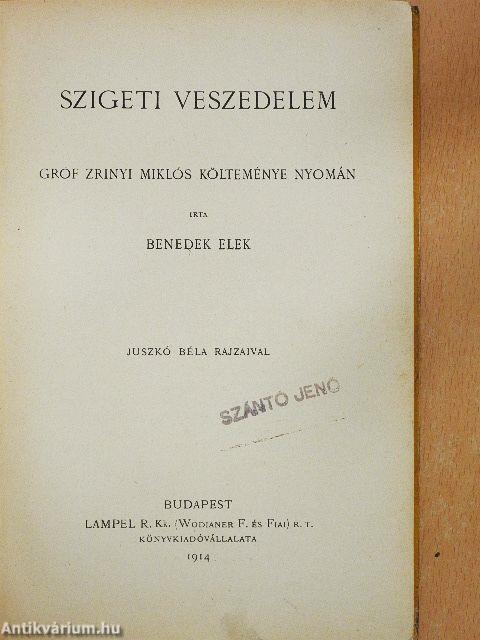 SZIGETI VESZEDELEM
GRÓF ZRINYI MIKLÓS KÖLTEMÉNYE NYOMÁN
IRTA
BENEDEK ELEK
JUSZKÓ BÉLA RAJZAIVAL
SZÁNTÓ JENŐ
BUDAPEST
LAMPEL R. Kk. (WODIANER F. ÉS FIAI) R. T.
KÖNYVKIADÓVÁLLALATA
1914
Antikvárium.hu